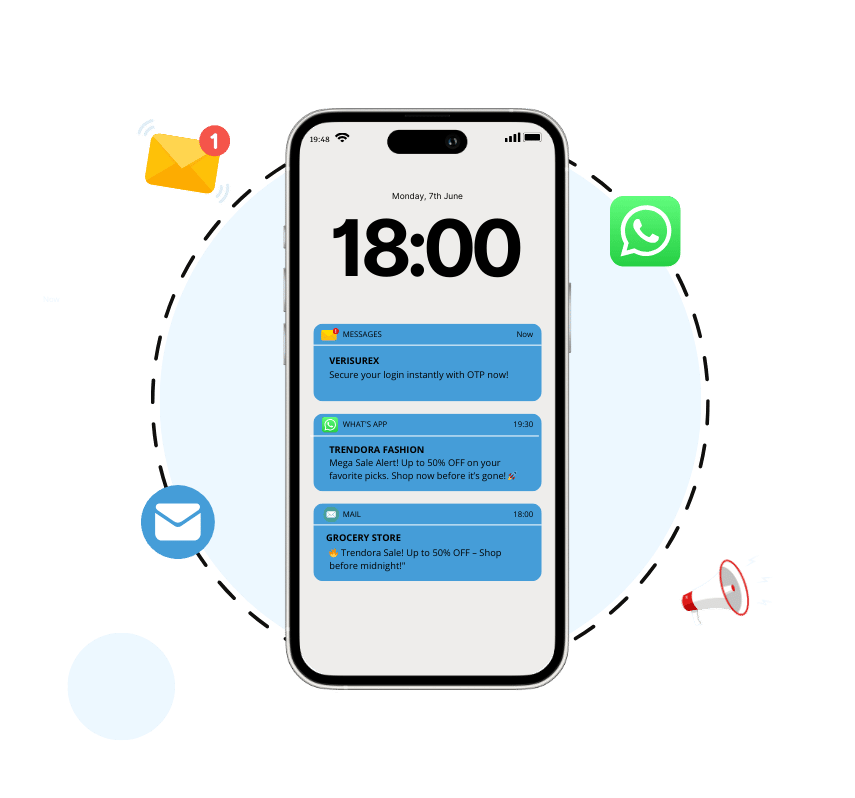 1
19:48
Monday, 7th June
18:00
MESSAGES Now
VERISUREX
Secure your login instantly with OTP now!
WHAT'S APP 19:30
TRENDORA FASHION
Mega Sale Alert! Up to 50% OFF on your
favorite picks. Shop now before it's gone!🚀
MAIL 18:00
GROCERY STORE
🔥 Trendora Sale! Up to 50% OFF – Shop
before midnight!"